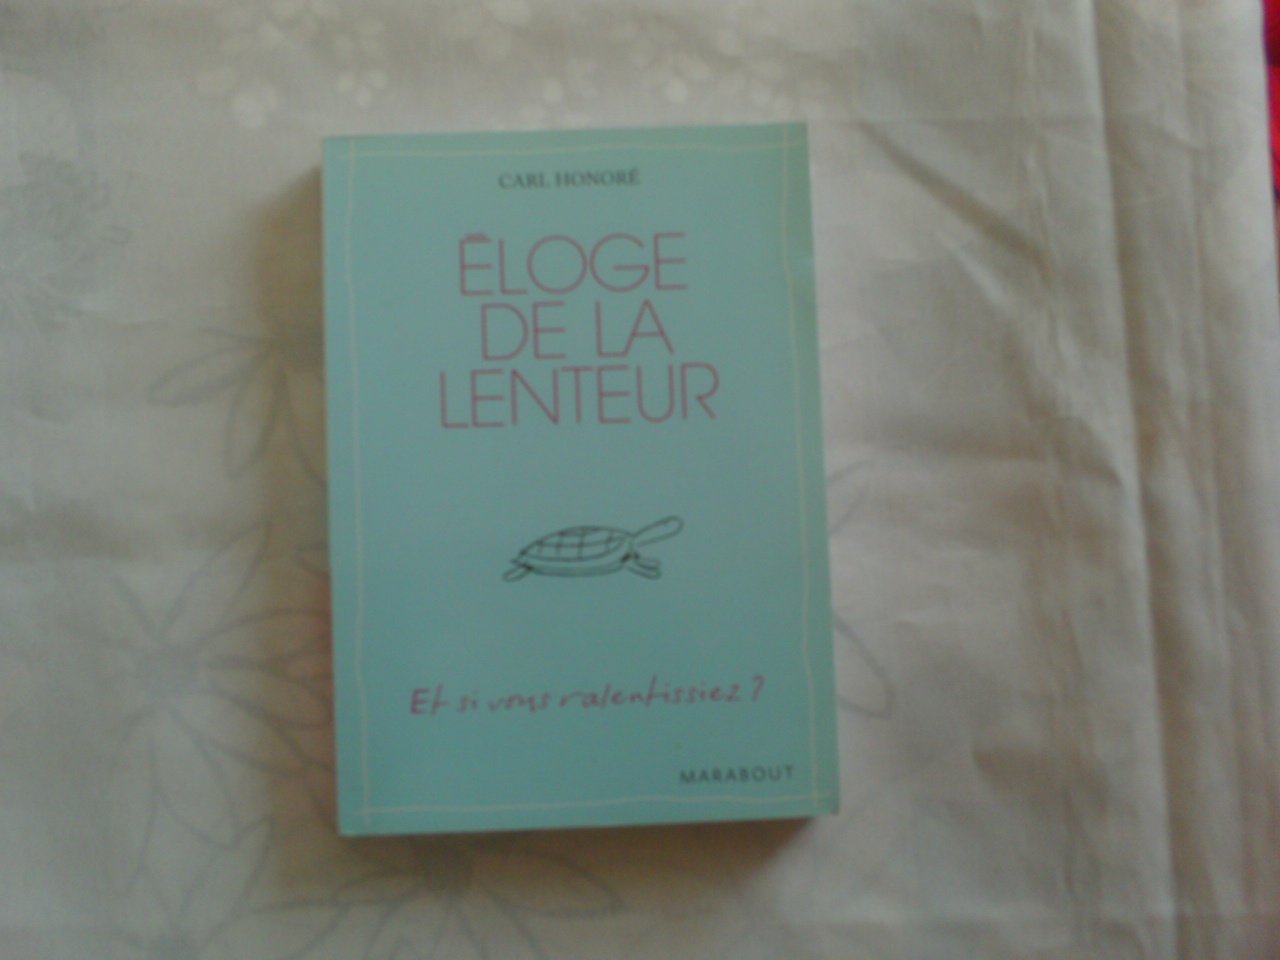 CARL HONORÉ
ÉLOGE
DE LA
LENTEUR
Et si vous ralentissiez ?
MARABOUT